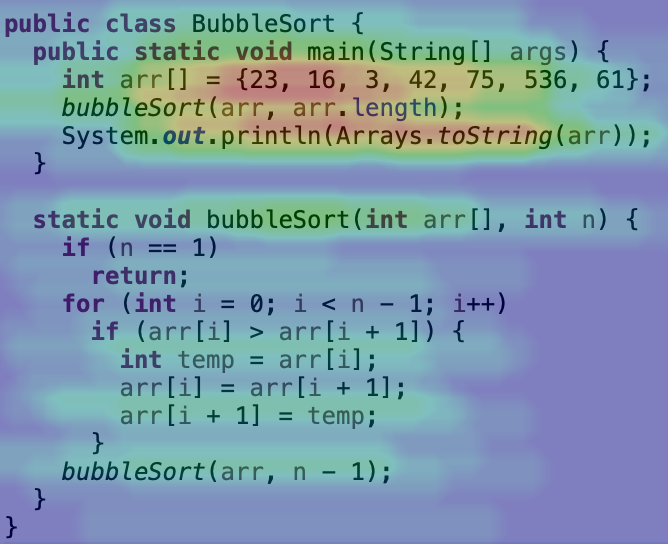 public class BubbleSort {
  public static void main(String[] args) {
    int arr[] = {23, 16, 3, 42, 75, 536, 61};
    bubbleSort(arr, arr.length);
    System.out.println(Arrays.toString(arr));
  }

  static void bubbleSort(int arr[], int n) {
    if (n == 1)
      return;
    for (int i = 0; i < n - 1; i++)
      if (arr[i] > arr[i + 1]) {
        int temp = arr[i];
        arr[i] = arr[i + 1];
        arr[i + 1] = temp;
      }
    bubbleSort(arr, n - 1);
  }
}